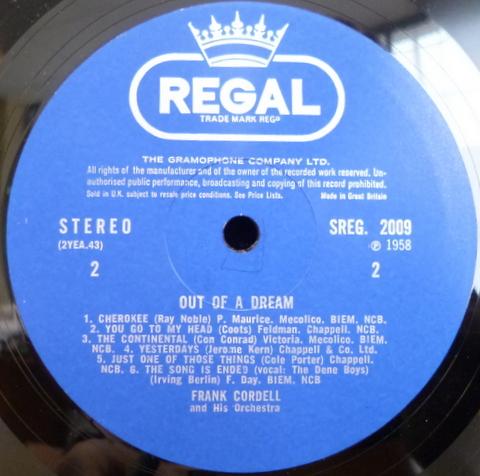 REGAL
TRADE MARK REGD
THE GRAMOPHONE COMPANY LTD.
All rights of the manufacturer and of the owner of the recorded work reserved. Un-
authorised public performance, broadcasting and copying of this record prohibited.
Sold in U.K. subject to resale price conditions. See Price Lists. Made in Great Britain
STEREO SREG. 2009
(2YEA.43) ℗ 1958
2 2
OUT OF A DREAM
1. CHEROKEE (Ray Noble) P. Maurice. Mecolico. BIEM. NCB.
2. YOU GO TO MY HEAD (Coots) Feldman. Chappell. NCB.
3. THE CONTINENTAL (Con Conrad) Victoria. Mecolico. BIEM.
NCB. 4. YESTERDAYS (Jerome Kern) Chappell & Co. Ltd.
5. JUST ONE OF THOSE THINGS (Cole Porter) Chappell.
NCB. 6. THE SONG IS ENDED (vocal: The Dene Boys)
(Irving Berlin) F. Day. BIEM. NCB
FRANK CORDELL
and His Orchestra